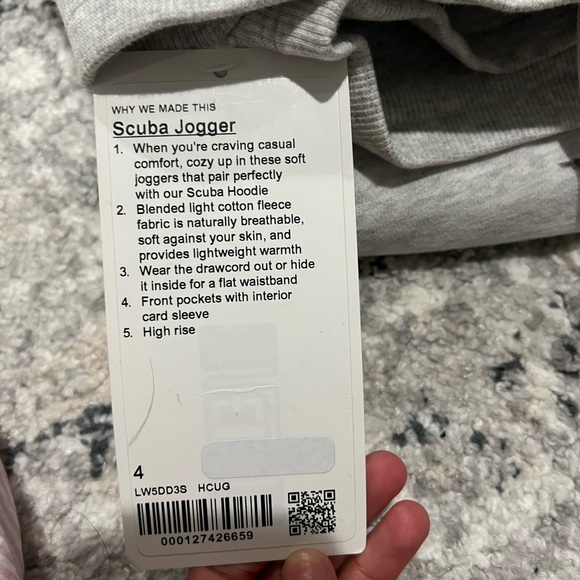 WHY WE MADE THIS
Scuba Jogger
1. When you're craving casual
comfort, cozy up in these soft
joggers that pair perfectly
with our Scuba Hoodie
2. Blended light cotton fleece
fabric is naturally breathable,
soft against your skin, and
provides lightweight warmth
3. Wear the drawcord out or hide
it inside for a flat waistband
4. Front pockets with interior
card sleeve
5. High rise
4
LW5DD3S HCUG
000127426659